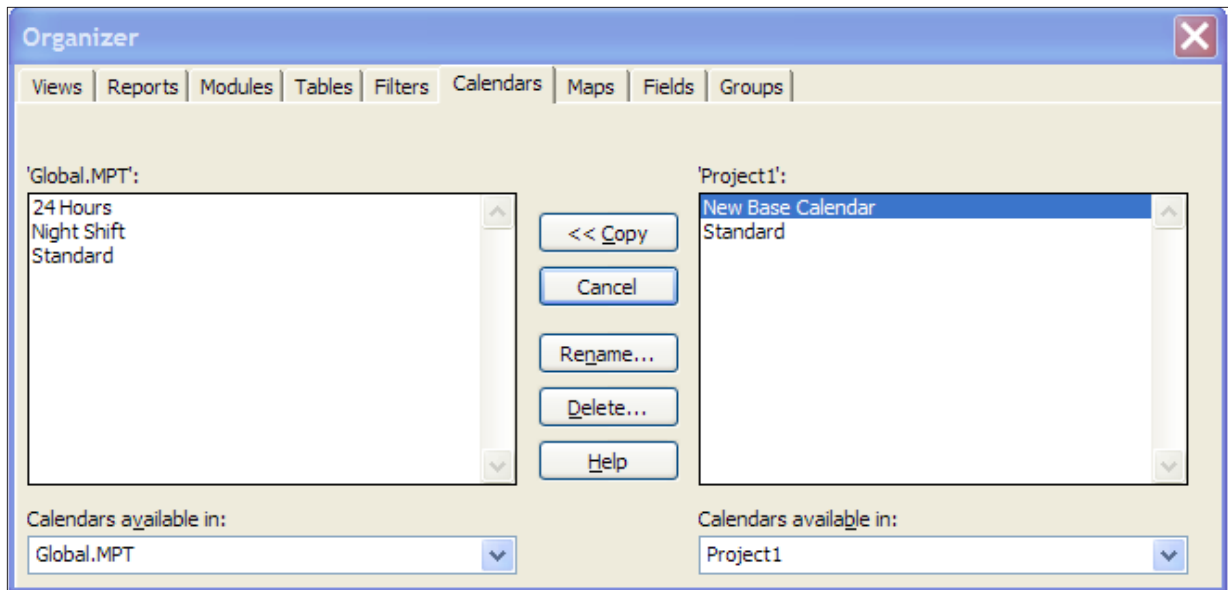 Organizer
Views Reports Modules Tables Filters Calendars Maps Fields Groups
'Global.MPT': 'Project1':
24 Hours
Night Shift
Standard
<< Copy
Cancel
Rename...
Delete...
Help
New Base Calendar
Standard
Calendars available in: Calendars available in:
Global.MPT Project1